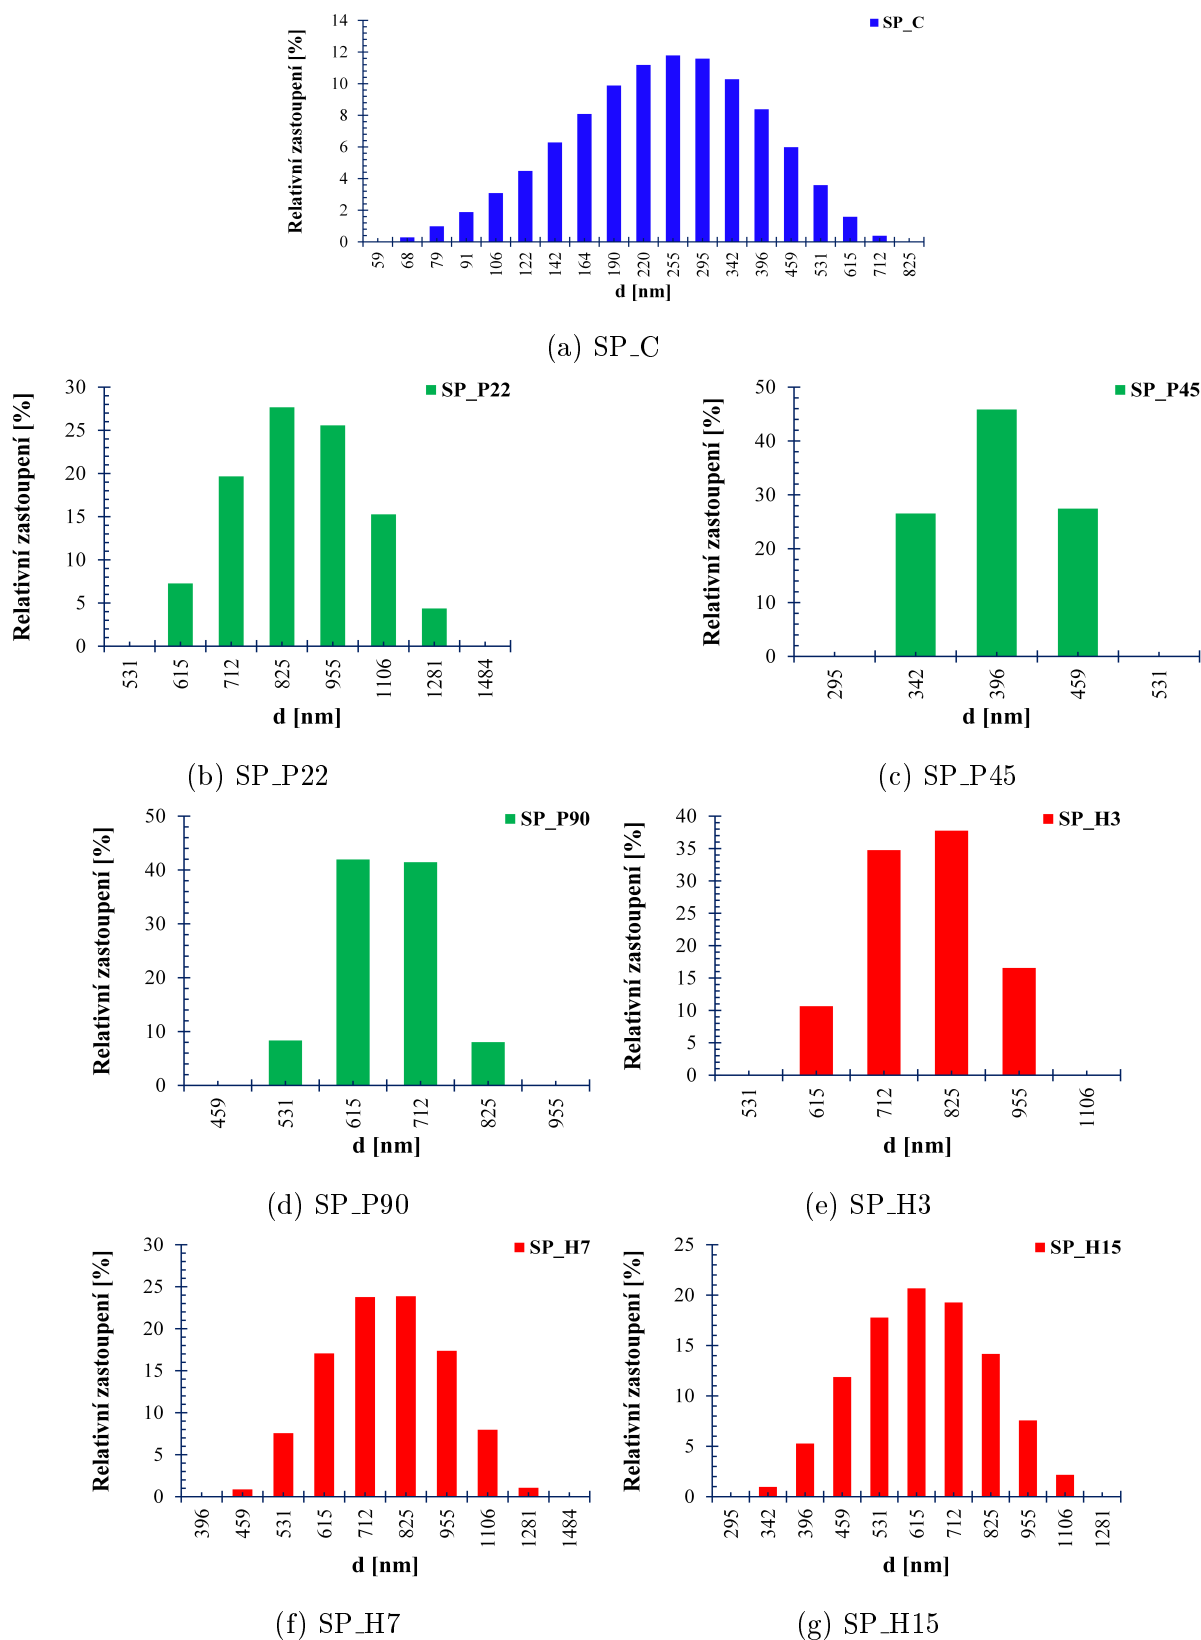 SP_C
Relativní zastoupení [%]
14
12
10
8
6
4
2
0
59 68 79 91 106 122 142 164 190 220 255 295 342 396 459 531 615 712 825
d [nm]
(a) SP_C
SP_P22
Relativní zastoupení [%]
30
25
20
15
10
5
0
531 615 712 825 955 1106 1281 1484
d [nm]
(b) SP_P22
SP_P45
Relativní zastoupení [%]
50
40
30
20
10
0
295 342 396 459 531
d [nm]
(c) SP_P45
SP_P90
Relativní zastoupení [%]
50
40
30
20
10
0
459 531 615 712 825 955
d [nm]
(d) SP_P90
SP_H3
Relativní zastoupení [%]
40
35
30
25
20
15
10
5
0
531 615 712 825 955 1106
d [nm]
(e) SP_H3
SP_H7
Relativní zastoupení [%]
30
25
20
15
10
5
0
396 459 531 615 712 825 955 1106 1281 1484
d [nm]
(f) SP_H7
SP_H15
Relativní zastoupení [%]
25
20
15
10
5
0
295 342 396 459 531 615 712 825 955 1106 1281
d [nm]
(g) SP_H15